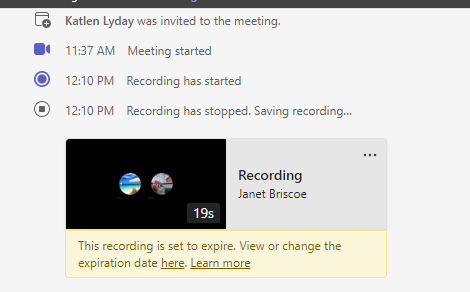 Katlen Lyday was invited to the meeting.
11:37 AM Meeting started
12:10 PM Recording has started
12:10 PM Recording has stopped. Saving recording...
19s
Recording
Janet Briscoe
This recording is set to expire. View or change the
expiration date here. Learn more